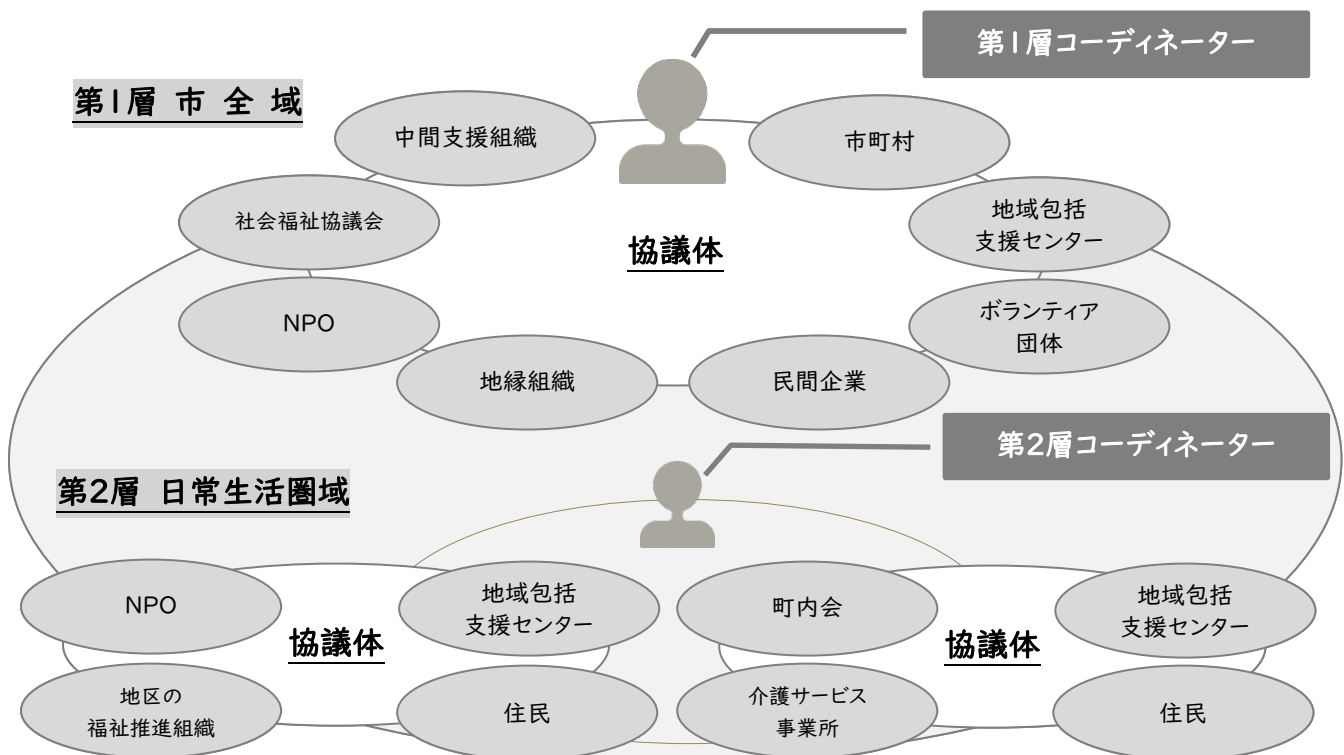 第1層コーディネーター
第1層 市 全 域
中間支援組織
市町村
社会福祉協議会
地域包括
支援センター
協議体
NPO
ボランティア
団体
地縁組織
民間企業
第2層コーディネーター
第2層 日常生活圏域
NPO
地域包括
支援センター
協議体
地区の
福祉推進組織
住民
町内会
地域包括
支援センター
協議体
介護サービス
事業所
住民